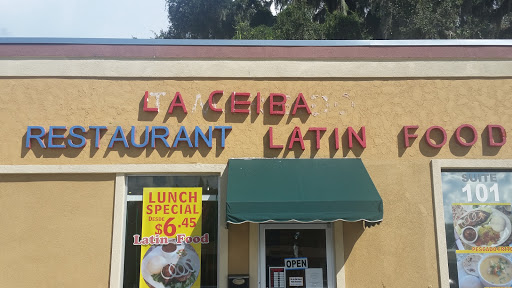 LA CEIBA
RESTAURANT LATIN FOOD
LUNCH
SPECIAL
DESDE
$6.45
Latin Food
OPEN
SUITE
101